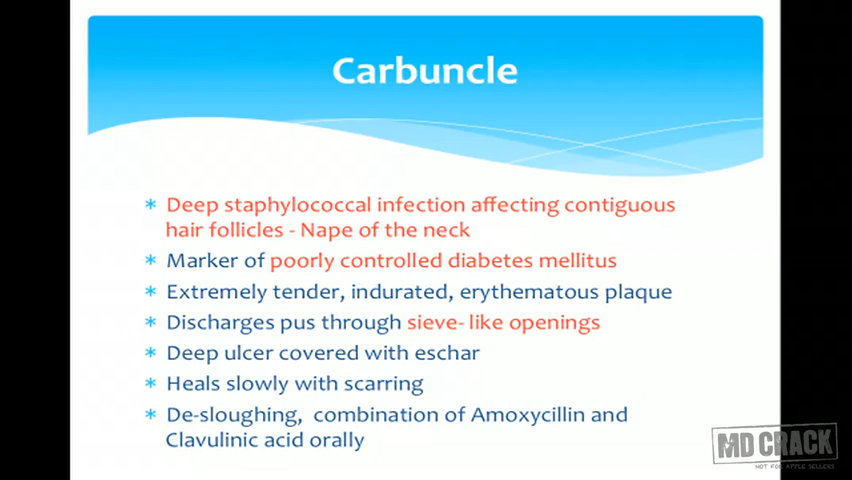 Carbuncle
* Deep staphylococcal infection affecting contiguous
hair follicles - Nape of the neck
* Marker of poorly controlled diabetes mellitus
* Extremely tender, indurated, erythematous plaque
* Discharges pus through sieve- like openings
* Deep ulcer covered with eschar
* Heals slowly with scarring
* De-sloughing, combination of Amoxycillin and
Clavulinic acid orally
MD CRACK
NOT FOR APPLE SELLERS